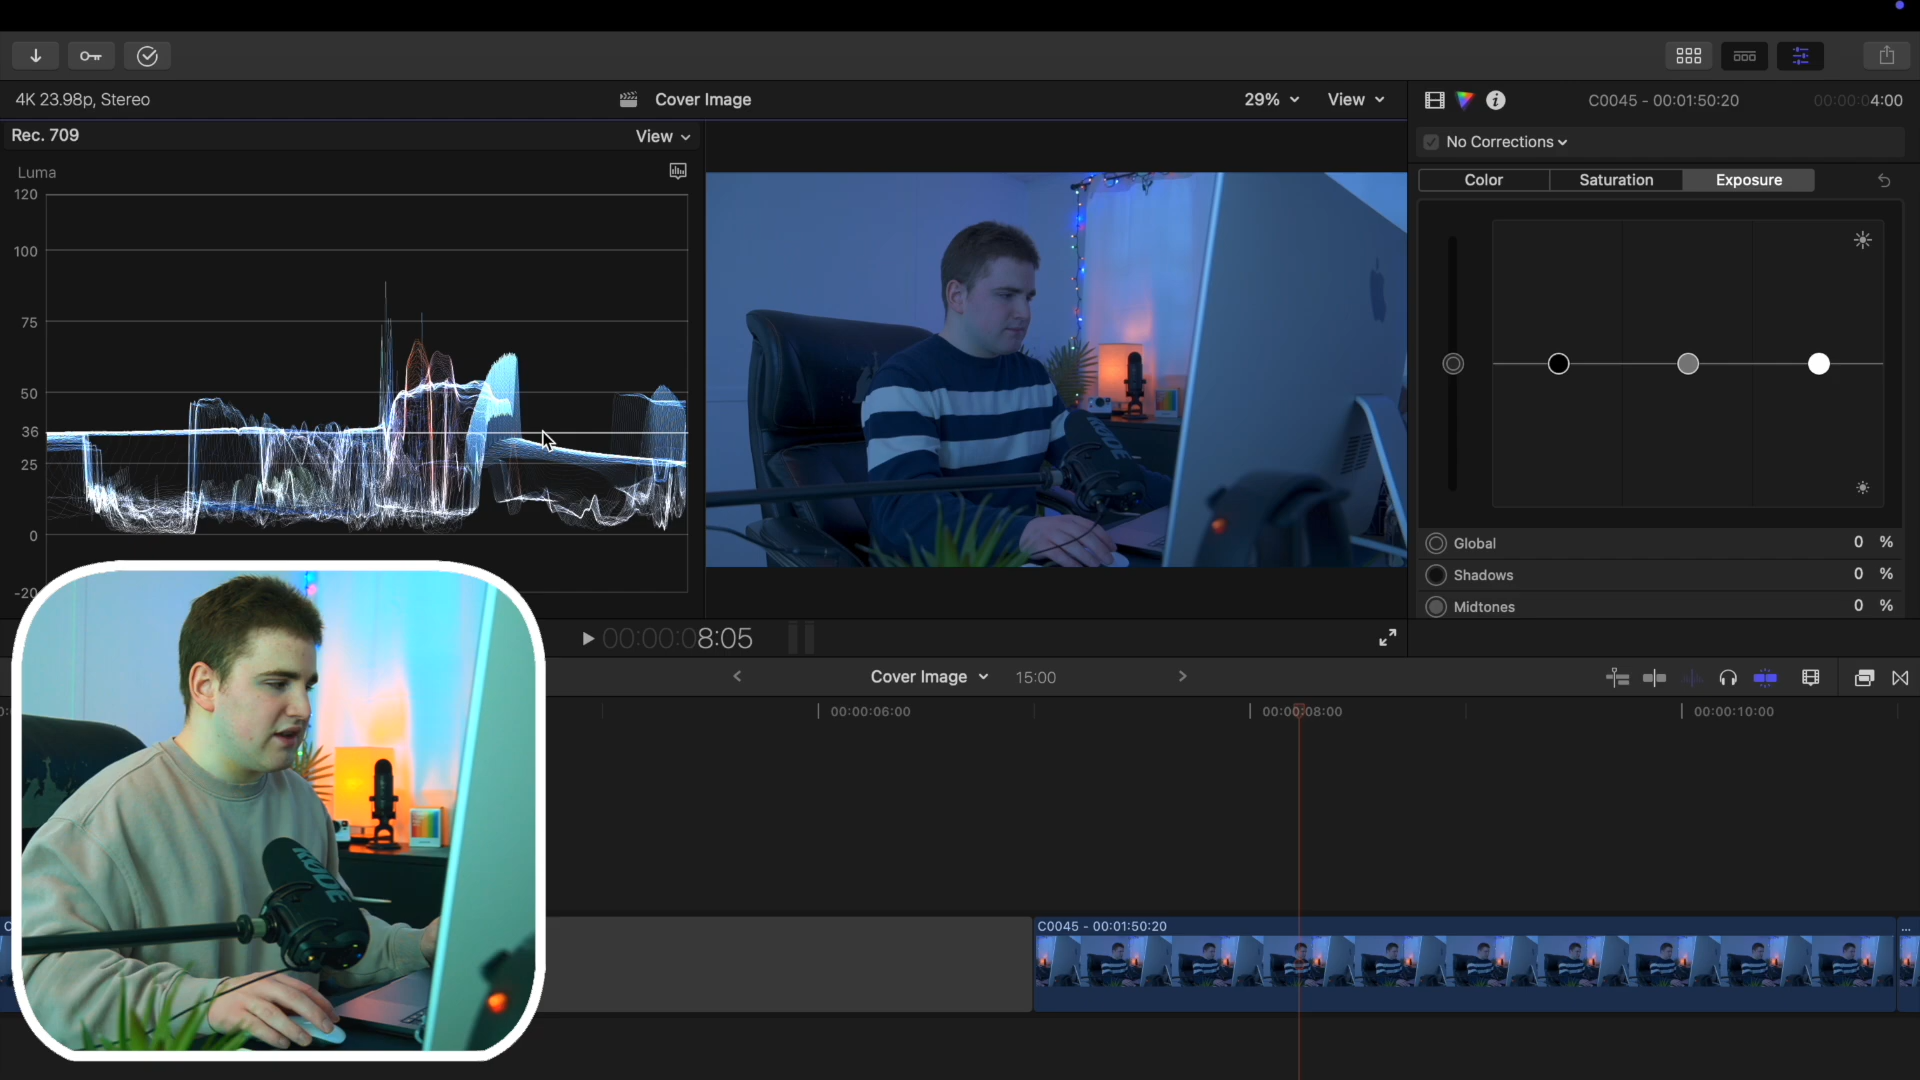 4K 23.98p, Stereo
Cover Image
29%
View
C0045 - 00:01:50:20
00:00:04:00
Rec. 709
View
No Corrections
Luma
Color
Saturation
Exposure
120
100
75
50
36
25
0
-20
Global
0 %
Shadows
0 %
Midtones
0 %
RØDE
00:00:08:05
Cover Image
15:00
00:00:06:00
00:00:08:00
00:00:10:00
C0045 - 00:01:50:20
...
RØDE